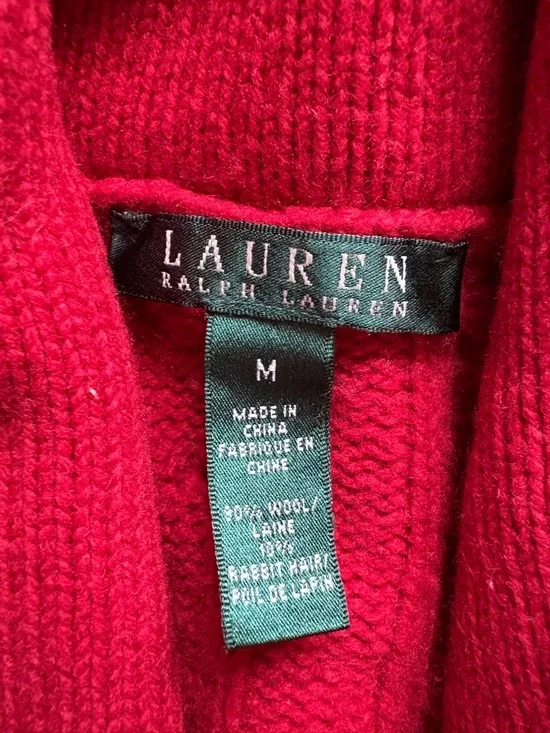 LAUREN
RALPH LAUREN
M
MADE IN
CHINA
FABRIQUE EN
CHINE
90% WOOL/
LAINE
10%
RABBIT HAIR/
POIL DE LAPIN